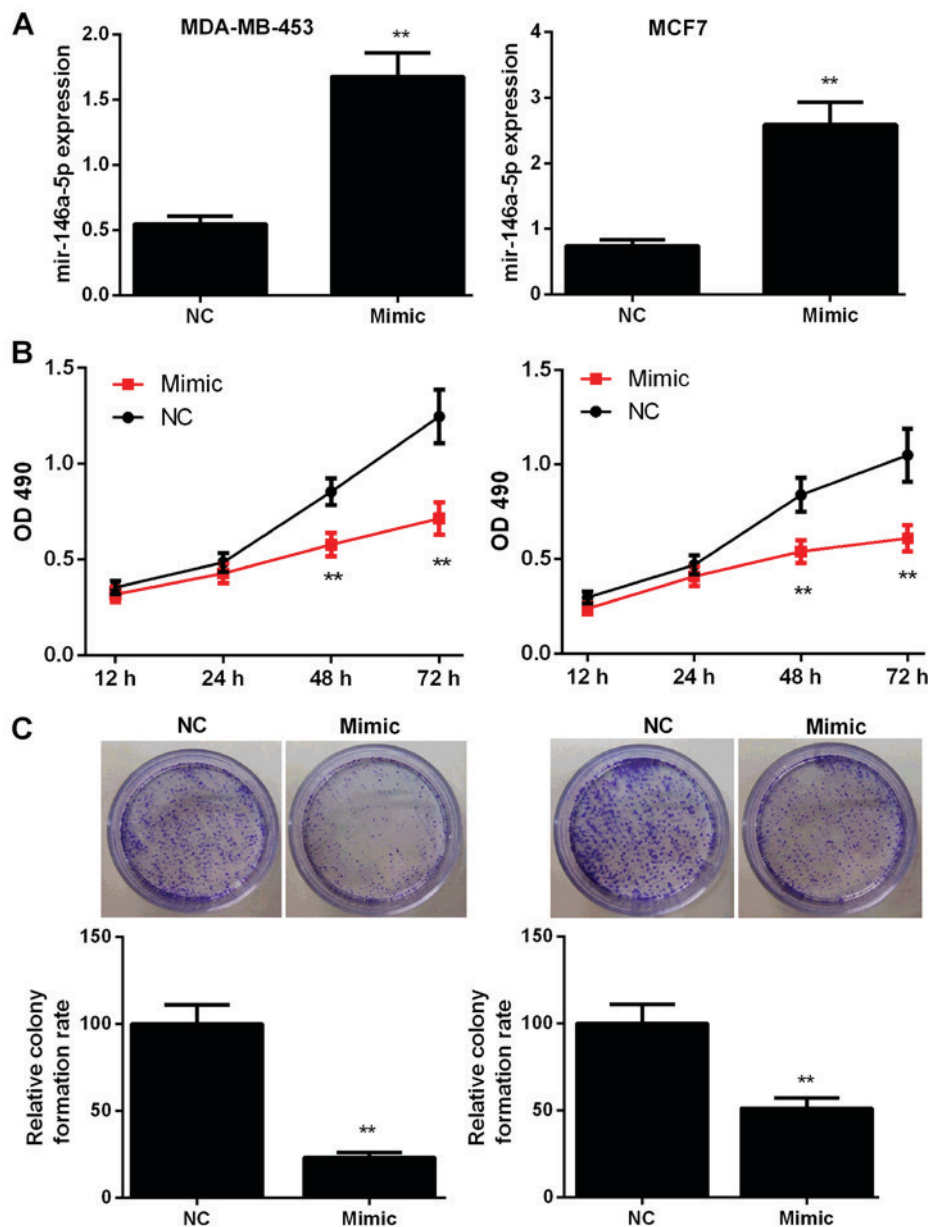 A
MDA-MB-453
MCF7
mir-146a-5p expression
2.0
1.5
1.0
0.5
0.0
**
NC
Mimic
mir-146a-5p expression
4
3
2
1
0
**
NC
Mimic
B
OD 490
1.5
1.0
0.5
0.0
Mimic
NC
**
**
12 h
24 h
48 h
72 h
OD 490
1.5
1.0
0.5
0.0
Mimic
NC
**
**
12 h
24 h
48 h
72 h
C
NC
Mimic
NC
Mimic
Relative colony
formation rate
150
100
50
0
**
NC
Mimic
Relative colony
formation rate
150
100
50
0
**
NC
Mimic